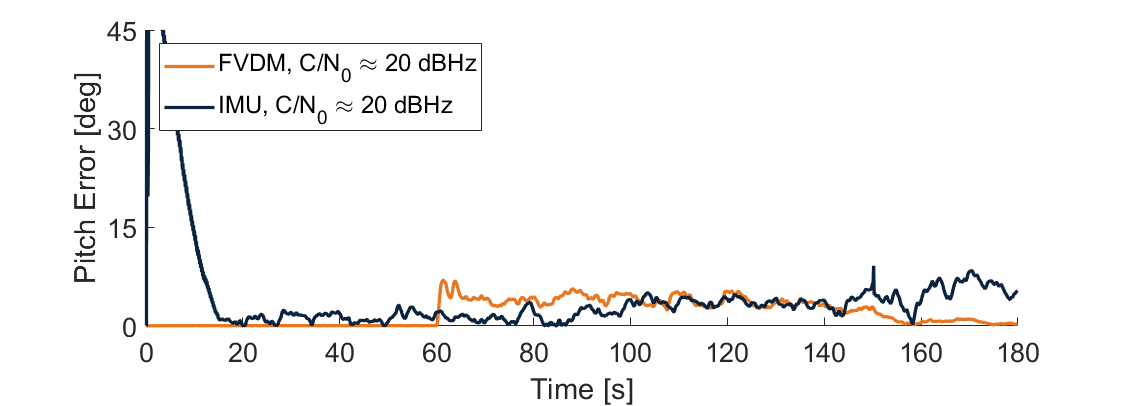 45
30
15
0
Pitch Error [deg]
FVDM, C/N0 ≈ 20 dBHz
IMU, C/N0 ≈ 20 dBHz
0 20 40 60 80 100 120 140 160 180
Time [s]